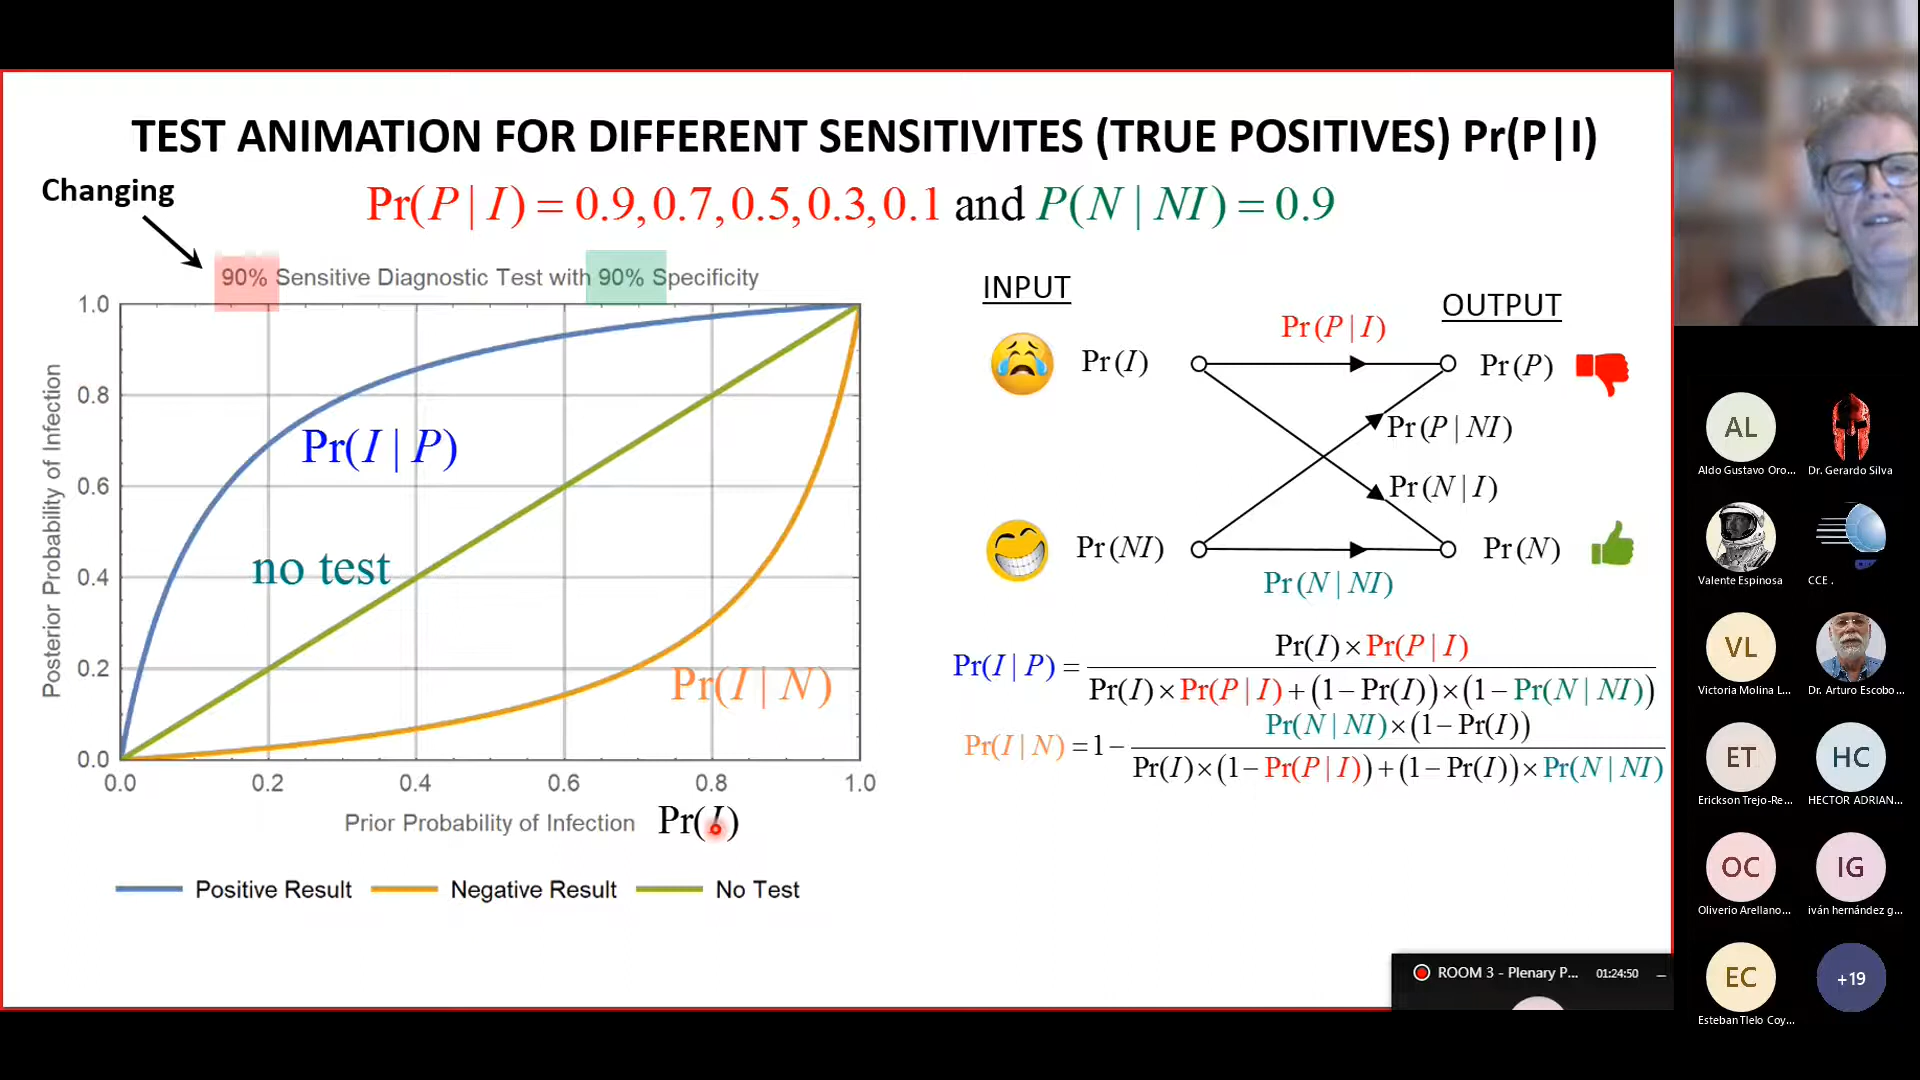 TEST ANIMATION FOR DIFFERENT SENSITIVITES (TRUE POSITIVES) Pr(P|I)
Changing
Pr(P | I) = 0.9, 0.7, 0.5, 0.3, 0.1 and P(N | NI) = 0.9
90% Sensitive Diagnostic Test with 90% Specificity
1.0
0.8
0.6
0.4
0.2
0.0
Posterior Probability of Infection
Pr(I | P)
no test
Pr(I | N)
0.0 0.2 0.4 0.6 0.8 1.0
Prior Probability of Infection Pr(I)
Positive Result Negative Result No Test
INPUT
OUTPUT
Pr(P | I)
Pr(I)
Pr(P)
Pr(P | NI)
Pr(N | I)
Pr(NI)
Pr(N)
Pr(N | NI)
Pr(I)×Pr(P | I)
Pr(I | P) =
Pr(I)×Pr(P | I)+(1−Pr(I))×(1−Pr(N | NI))
Pr(N | NI)×(1−Pr(I))
Pr(I | N) = 1−
Pr(I)×(1−Pr(P | I))+(1−Pr(I))×Pr(N | NI)
ROOM 3 - Plenary P... 01:24:50
AL
Aldo Gustavo Oro... Dr. Gerardo Silva
Valente Espinosa CCE .
VL
Victoria Molina L... Dr. Arturo Escobo...
ET HC
Erickson Trejo-Re... HECTOR ADRIAN...
OC IG
Oliverio Arellano... iván hernández g...
EC +19
Esteban Tlelo Coy...